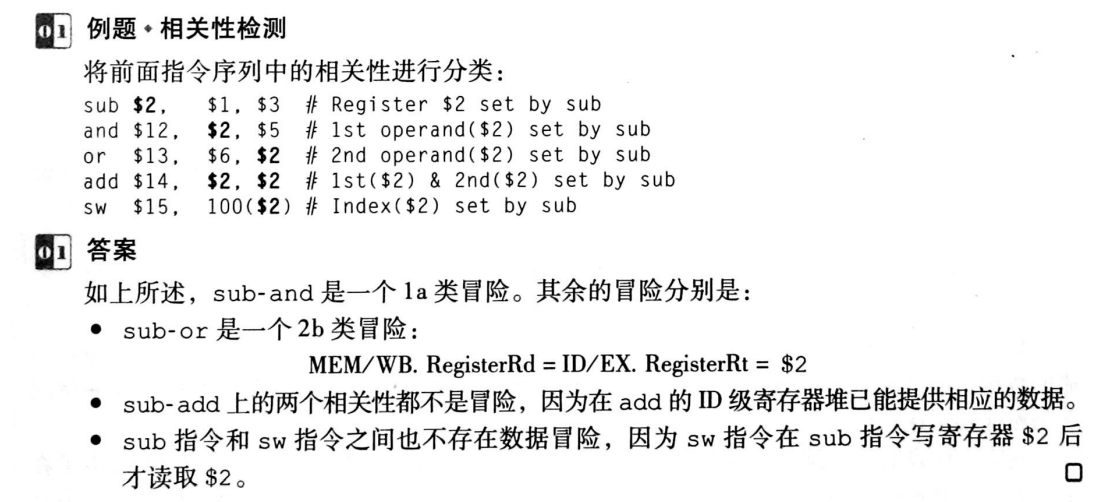 01 例题·相关性检测
将前面指令序列中的相关性进行分类：
sub $2,   $1, $3  # Register $2 set by sub
and $12,  $2, $5  # 1st operand($2) set by sub
or  $13,  $6, $2  # 2nd operand($2) set by sub
add $14,  $2, $2  # 1st($2) & 2nd($2) set by sub
sw  $15,  100($2) # Index($2) set by sub
01 答案
如上所述，sub-and 是一个 1a 类冒险。其余的冒险分别是：
● sub-or 是一个 2b 类冒险：
MEM/WB. RegisterRd = ID/EX. RegisterRt = $2
● sub-add 上的两个相关性都不是冒险，因为在 add 的 ID 级寄存器堆已能提供相应的数据。
● sub 指令和 sw 指令之间也不存在数据冒险，因为 sw 指令在 sub 指令写寄存器 $2 后
才读取 $2。